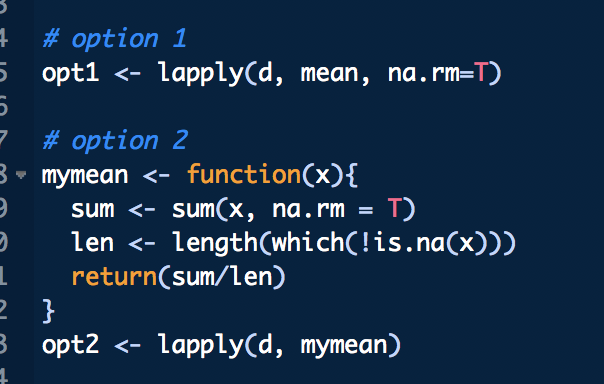 # option 1
opt1 <- lapply(d, mean, na.rm=T)
# option 2
mymean <- function(x){
  sum <- sum(x, na.rm = T)
  len <- length(which(!is.na(x)))
  return(sum/len)
}
opt2 <- lapply(d, mymean)